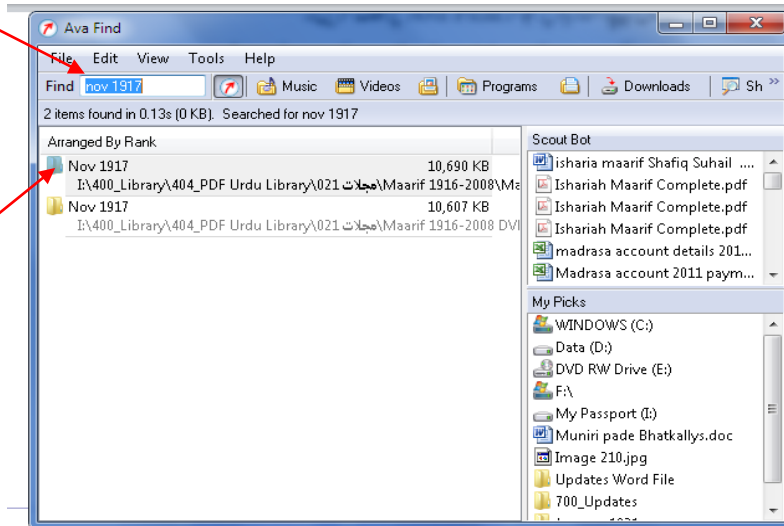 Ava Find
File Edit View Tools Help
Find nov 1917 Music Videos Programs Downloads Sh »
2 items found in 0.13s (0 KB). Searched for nov 1917
Arranged By Rank
Nov 1917 10,690 KB
I:\400_Library\404_PDF Urdu Library\021 مجلات\Maarif 1916-2008\Ma
Nov 1917 10,607 KB
I:\400_Library\404_PDF Urdu Library\021 مجلات\Maarif 1916-2008 DVI
Scout Bot
isharia maarif Shafiq Suhail ....
Ishariah Maarif Complete.pdf
Ishariah Maarif Complete.pdf
Ishariah Maarif Complete.pdf
madrasa account details 201...
Madrasa account 2011 paym...
My Picks
WINDOWS (C:)
Data (D:)
DVD RW Drive (E:)
F:\
My Passport (I:)
Muniri pade Bhatkallys.doc
Image 210.jpg
Updates Word File
700_Updates